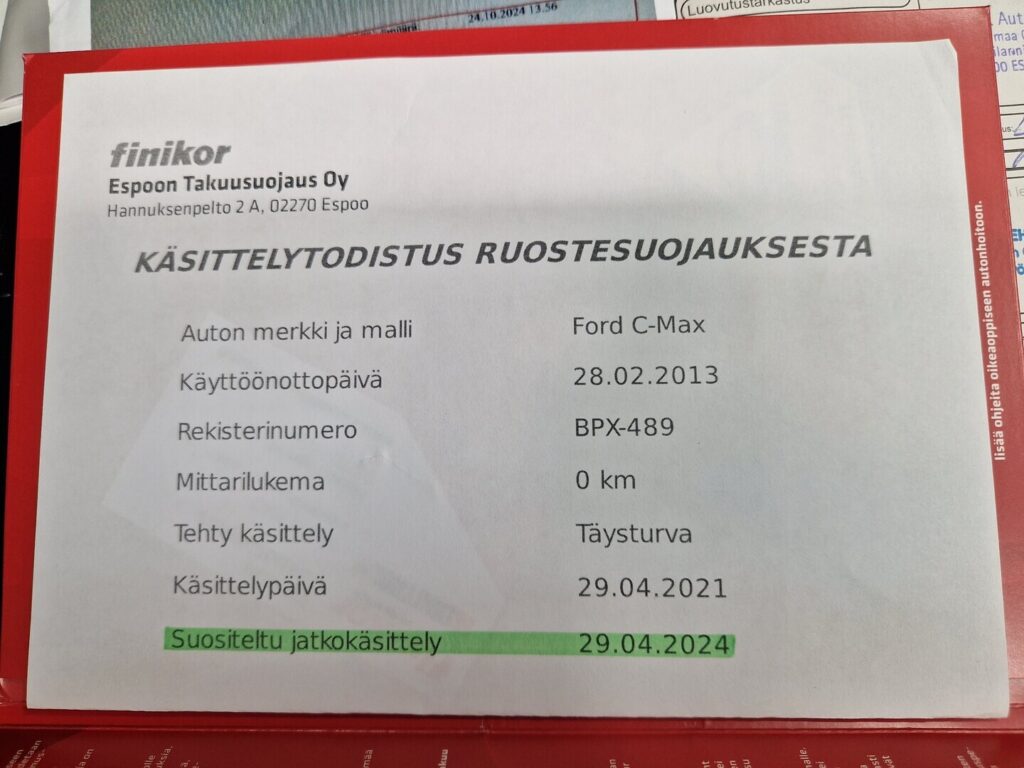 24.10.2024 13.56
Luovutustarkastus
finikor
Espoon Takuusuojaus Oy
Hannuksenpelto 2 A, 02270 Espoo
KÄSITTELYTODISTUS RUOSTESUOJAUKSESTA
Auton merkki ja malli Ford C-Max
Käyttöönottopäivä 28.02.2013
Rekisterinumero BPX-489
Mittarilukema 0 km
Tehty käsittely Täysturva
Käsittelypäivä 29.04.2021
Suositeltu jatkokäsittely 29.04.2024
lisää ohjeita oikeaoppiseen autonhoitoon.